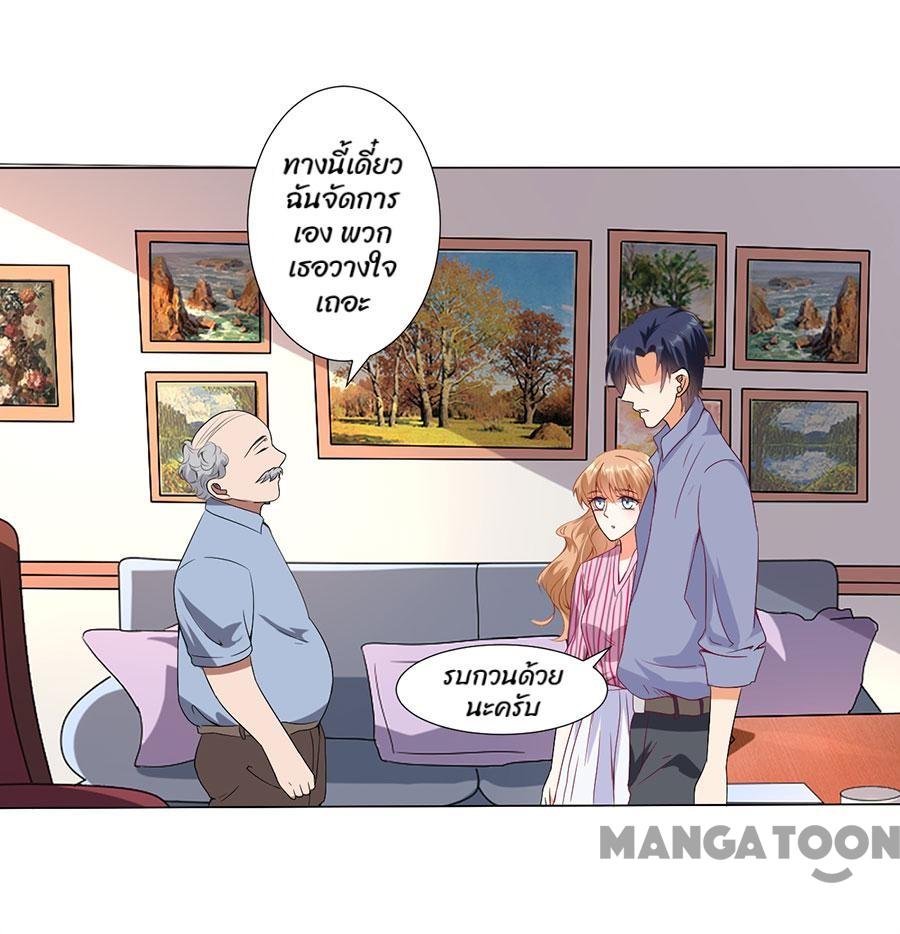 ทางนี้เดี๋ยว
ฉันจัดการ
เอง พวก
เธอวางใจ
เถอะ
รบกวนด้วย
นะครับ
MANGATOON